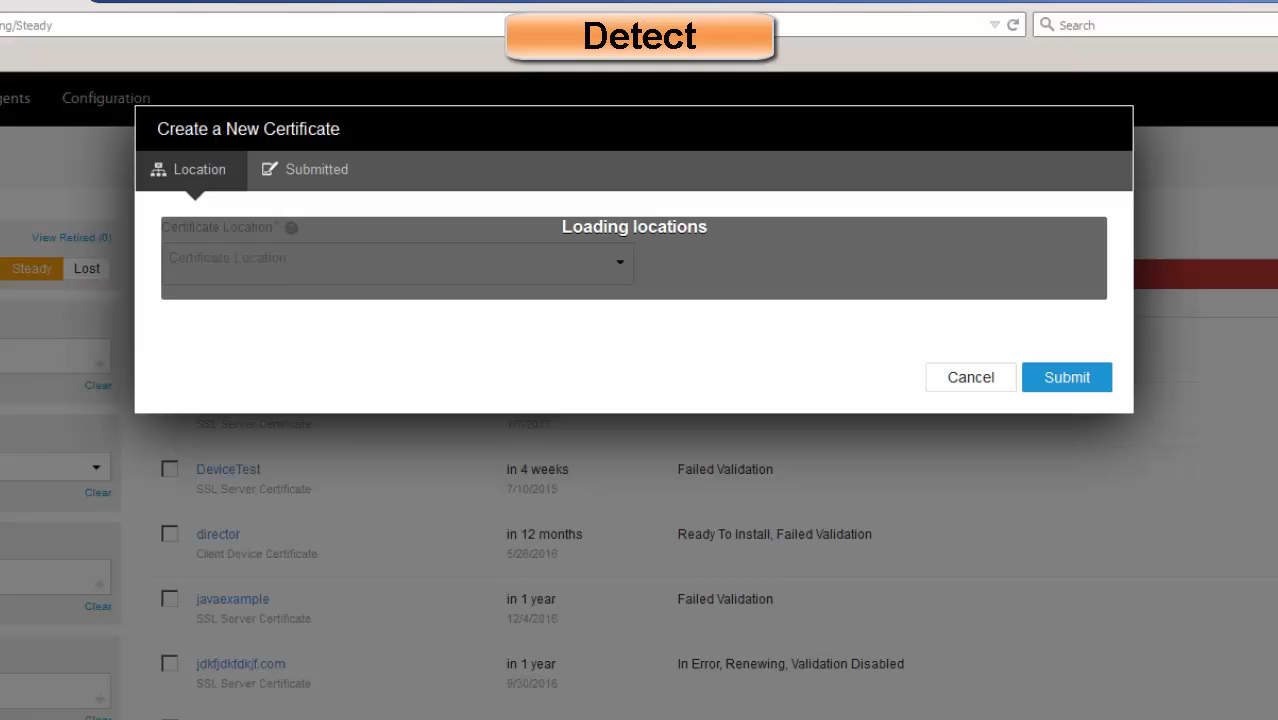 ng/Steady
Detect
Search
gents Configuration
Create a New Certificate
Location Submitted
Certificate Location* ?
Loading locations
Certificate Location
View Retired (0)
Steady Lost
Cancel Submit
Clear
SSL Server Certificate 1/7/2017
DeviceTest in 4 weeks Failed Validation
SSL Server Certificate 7/10/2015
Clear
director in 12 months Ready To Install, Failed Validation
Client Device Certificate 5/26/2016
javaexample in 1 year Failed Validation
Clear
SSL Server Certificate 12/4/2016
jdkfjdkfdkjf.com in 1 year In Error, Renewing, Validation Disabled
SSL Server Certificate 9/30/2016